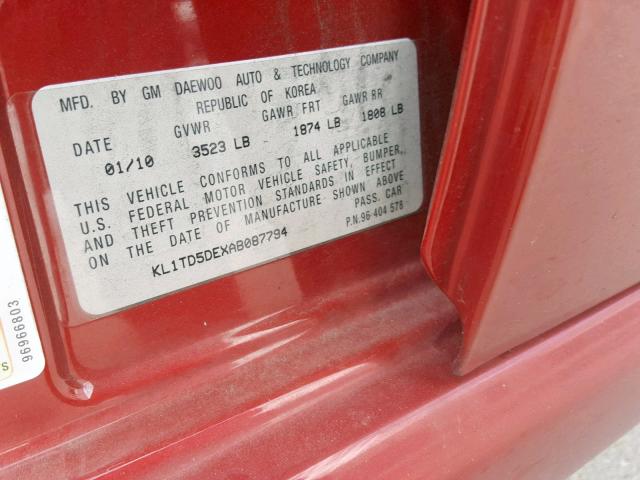 MFD. BY GM DAEWOO AUTO & TECHNOLOGY COMPANY
REPUBLIC OF KOREA
DATE GVWR GAWR FRT GAWR RR
01/10 3523 LB 1874 LB 1808 LB
THIS VEHICLE CONFORMS TO ALL APPLICABLE
U.S. FEDERAL MOTOR VEHICLE SAFETY, BUMPER,
AND THEFT PREVENTION STANDARDS IN EFFECT
ON THE DATE OF MANUFACTURE SHOWN ABOVE
PASS. CAR
KL1TD5DEXAB087794 P.N.96 404 578
96966803
S